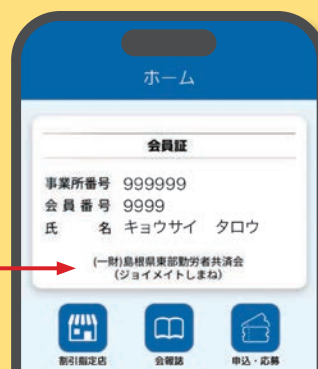 ホーム
会員証
事業所番号 999999
会員番号 9999
氏名 キョウサイ タロウ
(一財)島根県東部勤労者共済会
(ジョイメイトしまね)
割引指定店 会報誌 申込・応募